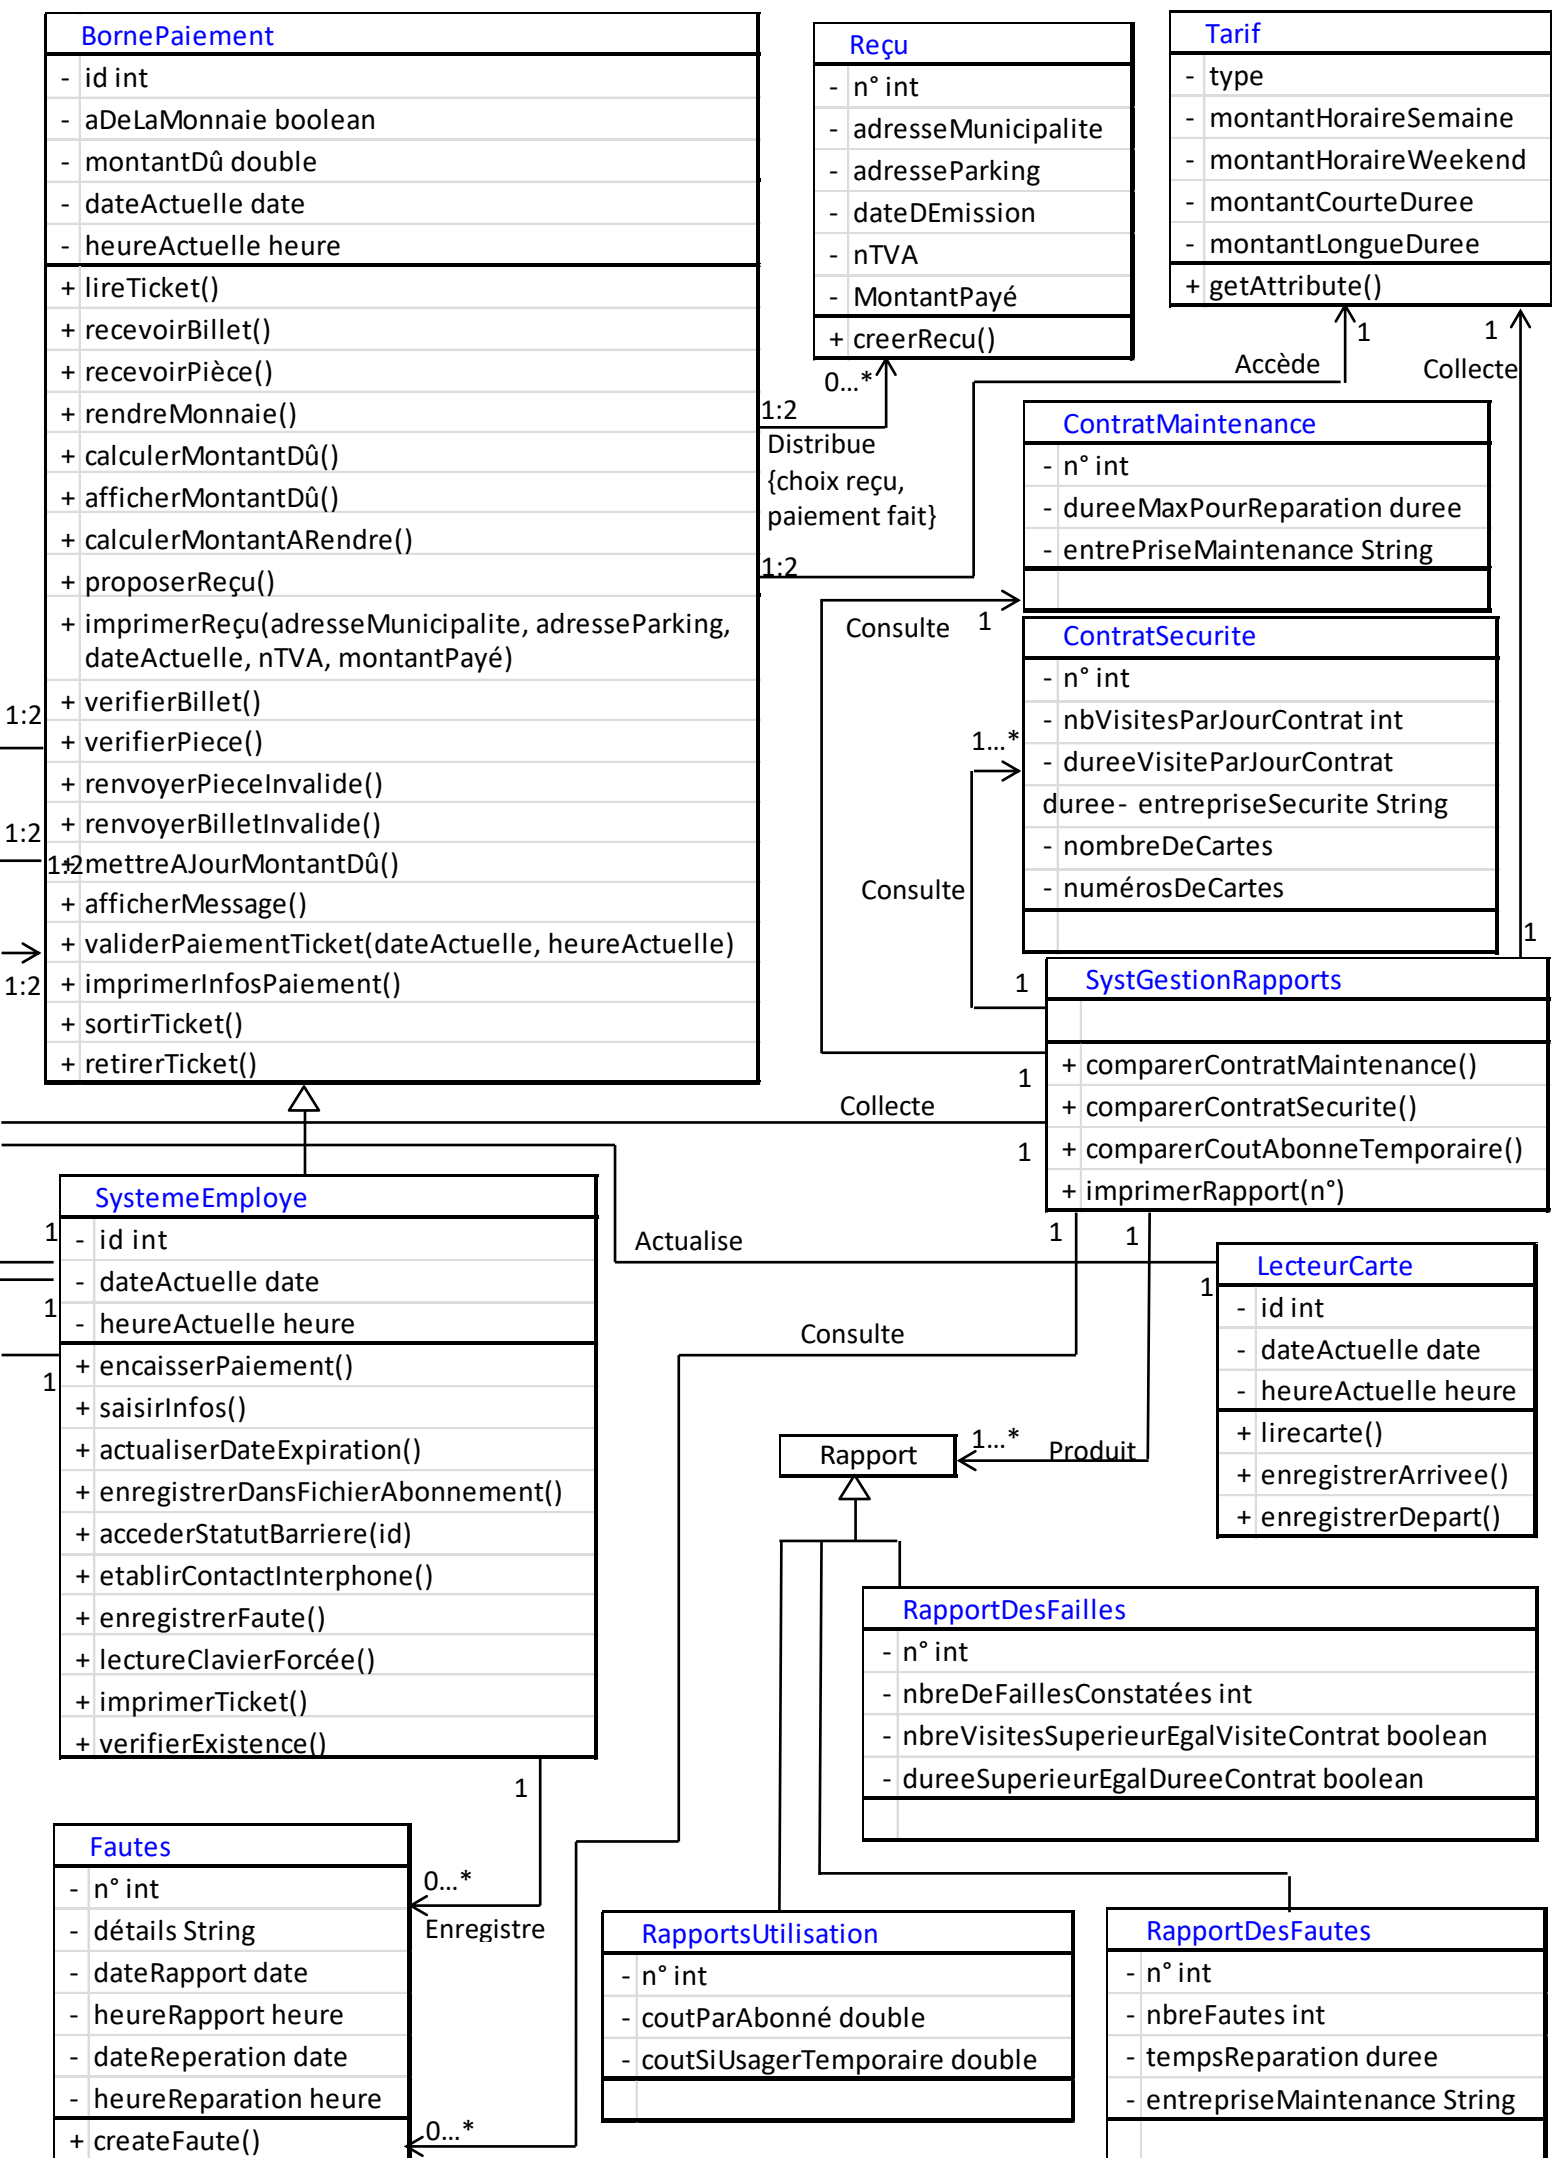 BornePaiement
- id int
- aDeLaMonnaie boolean
- montantDû double
- dateActuelle date
- heureActuelle heure
+ lireTicket()
+ recevoirBillet()
+ recevoirPièce()
+ rendreMonnaie()
+ calculerMontantDû()
+ afficherMontantDû()
+ calculerMontantARendre()
+ proposerReçu()
+ imprimerReçu(adresseMunicipalite, adresseParking,
dateActuelle, nTVA, montantPayé)
+ verifierBillet()
+ verifierPiece()
+ renvoyerPieceInvalide()
+ renvoyerBilletInvalide()
+ mettreAJourMontantDû()
+ afficherMessage()
+ validerPaiementTicket(dateActuelle, heureActuelle)
+ imprimerInfosPaiement()
+ sortirTicket()
+ retirerTicket()
1:2
1:2
1:2
1:2
Reçu
- n° int
- adresseMunicipalite
- adresseParking
- dateDEmission
- nTVA
- MontantPayé
+ creerRecu()
0...*
1:2
Distribue
{choix reçu,
paiement fait}
1:2
Tarif
- type
- montantHoraireSemaine
- montantHoraireWeekend
- montantCourteDuree
- montantLongueDuree
+ getAttribute()
1
1
Accède
Collecte
ContratMaintenance
- n° int
- dureeMaxPourReparation duree
- entrePriseMaintenance String
Consulte
1
ContratSecurite
- n° int
- nbVisitesParJourContrat int
- dureeVisiteParJourContrat
duree- entrepriseSecurite String
- nombreDeCartes
- numérosDeCartes
1...*
Consulte
1
1
SystGestionRapports
+ comparerContratMaintenance()
+ comparerContratSecurite()
+ comparerCoutAbonneTemporaire()
+ imprimerRapport(n°)
1
Collecte
1
1
1
SystemeEmploye
- id int
- dateActuelle date
- heureActuelle heure
+ encaisserPaiement()
+ saisirInfos()
+ actualiserDateExpiration()
+ enregistrerDansFichierAbonnement()
+ accederStatutBarriere(id)
+ etablirContactInterphone()
+ enregistrerFaute()
+ lectureClavierForcée()
+ imprimerTicket()
+ verifierExistence()
1
1
1
1
Actualise
1
LecteurCarte
- id int
- dateActuelle date
- heureActuelle heure
+ lirecarte()
+ enregistrerArrivee()
+ enregistrerDepart()
Consulte
Rapport
1...*
Produit
RapportDesFailles
- n° int
- nbreDeFaillesConstatées int
- nbreVisitesSuperieurEgalVisiteContrat boolean
- dureeSuperieurEgalDureeContrat boolean
Fautes
- n° int
- détails String
- dateRapport date
- heureRapport heure
- dateReperation date
- heureReparation heure
+ createFaute()
0...*
Enregistre
0...*
RapportsUtilisation
- n° int
- coutParAbonné double
- coutSiUsagerTemporaire double
RapportDesFautes
- n° int
- nbreFautes int
- tempsReparation duree
- entrepriseMaintenance String